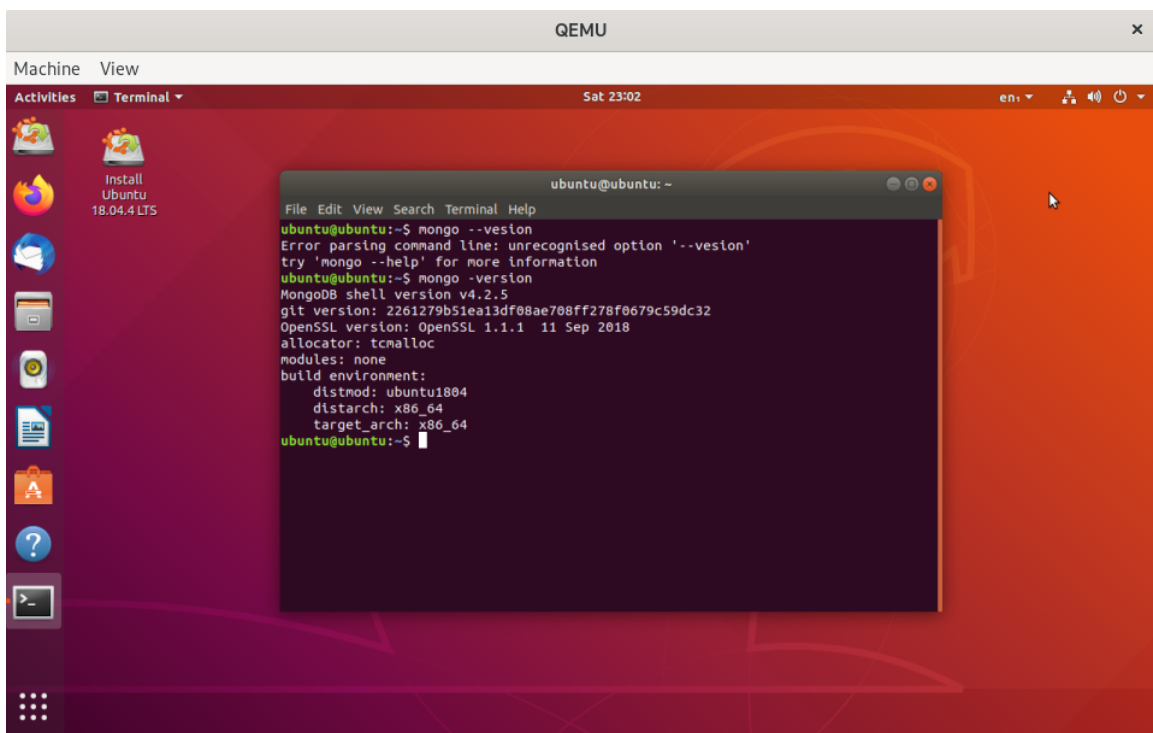 QEMU
Machine View
Activities Terminal Sat 23:02 en₁
Install
Ubuntu
18.04.4 LTS
ubuntu@ubuntu: ~
File Edit View Search Terminal Help
ubuntu@ubuntu:~$ mongo --vesion
Error parsing command line: unrecognised option '--vesion'
try 'mongo --help' for more information
ubuntu@ubuntu:~$ mongo -version
MongoDB shell version v4.2.5
git version: 2261279b51ea13df08ae708ff278f0679c59dc32
OpenSSL version: OpenSSL 1.1.1  11 Sep 2018
allocator: tcmalloc
modules: none
build environment:
    distmod: ubuntu1804
    distarch: x86_64
    target_arch: x86_64
ubuntu@ubuntu:~$